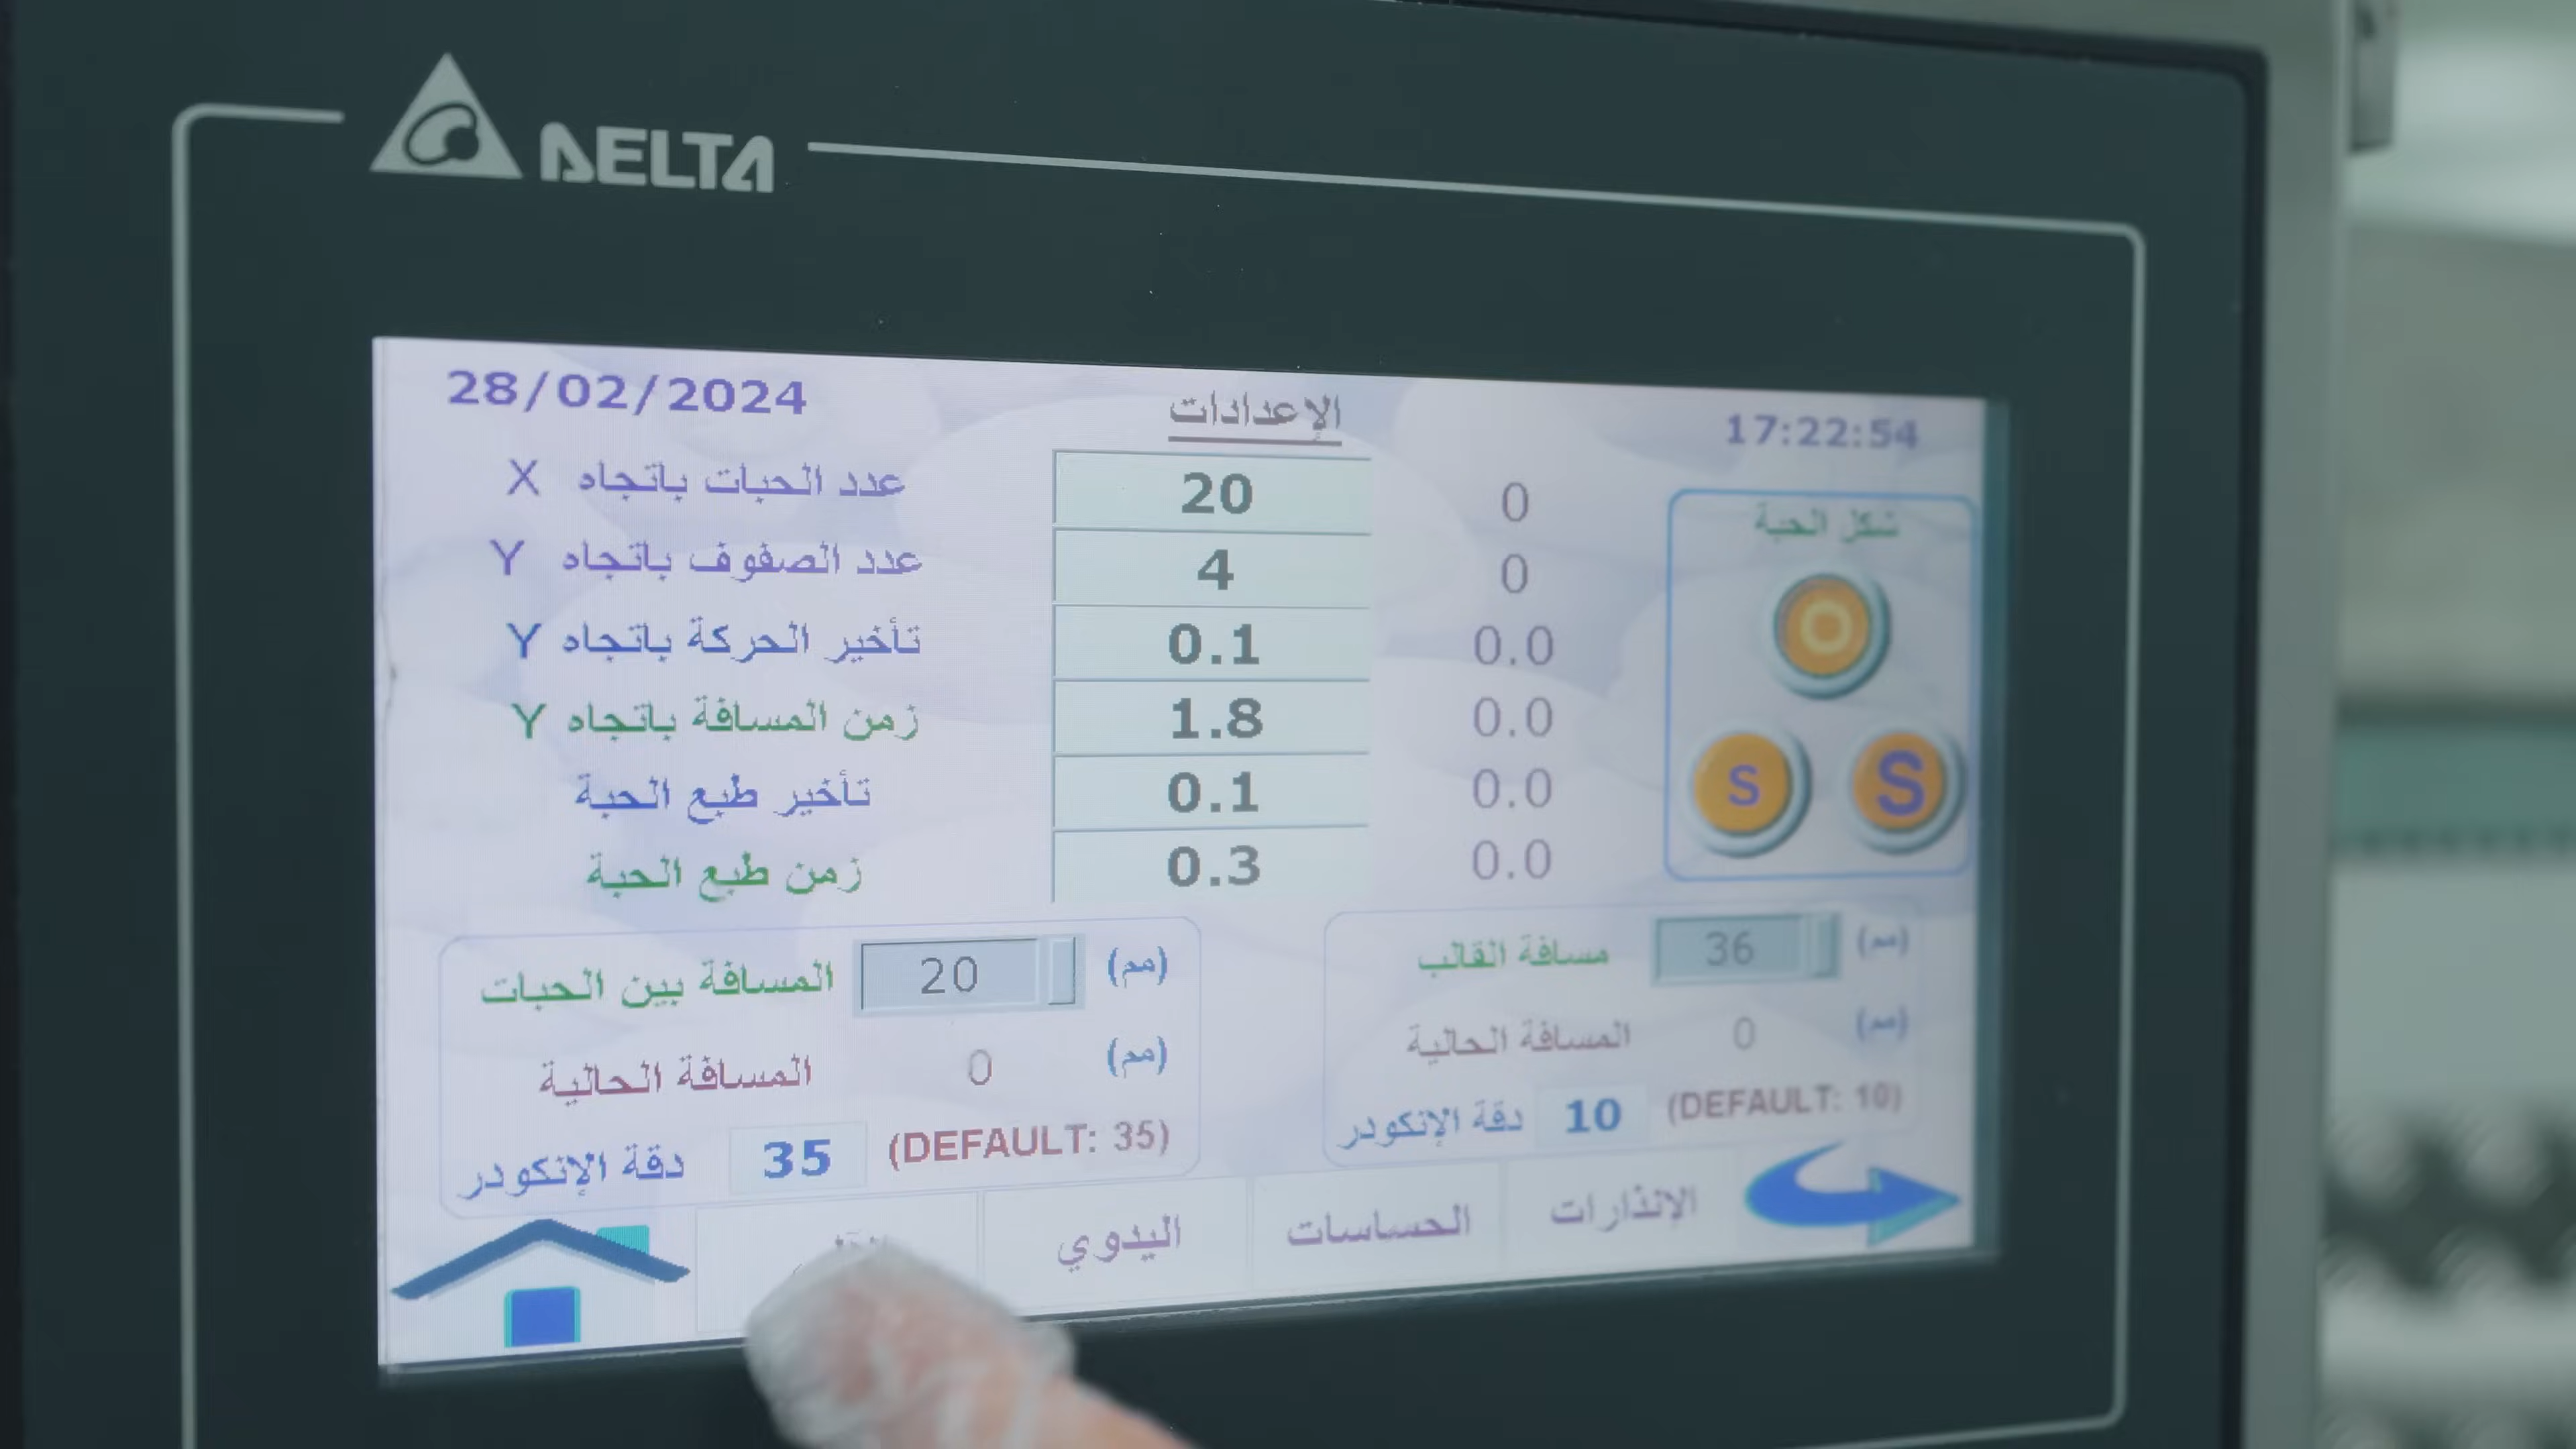 DELTA
28/02/2024
الإعدادات
17:22:54
عدد الحبات باتجاه X 20 0
عدد الصفوف باتجاه Y 4 0
تأخير الحركة باتجاه Y 0.1 0.0
زمن المسافة باتجاه Y 1.8 0.0
تأخير طبع الحبة 0.1 0.0
زمن طبع الحبة 0.3 0.0
شكل الحبة
O
S S
المسافة بين الحبات 20 (مم)
المسافة الحالية 0 (مم)
دقة الإنكودر 35 (DEFAULT: 35)
مسافة القالب 36 (مم)
المسافة الحالية 0 (مم)
دقة الإنكودر 10 (DEFAULT: 10)
اليدوي
الحساسات
الانذارات